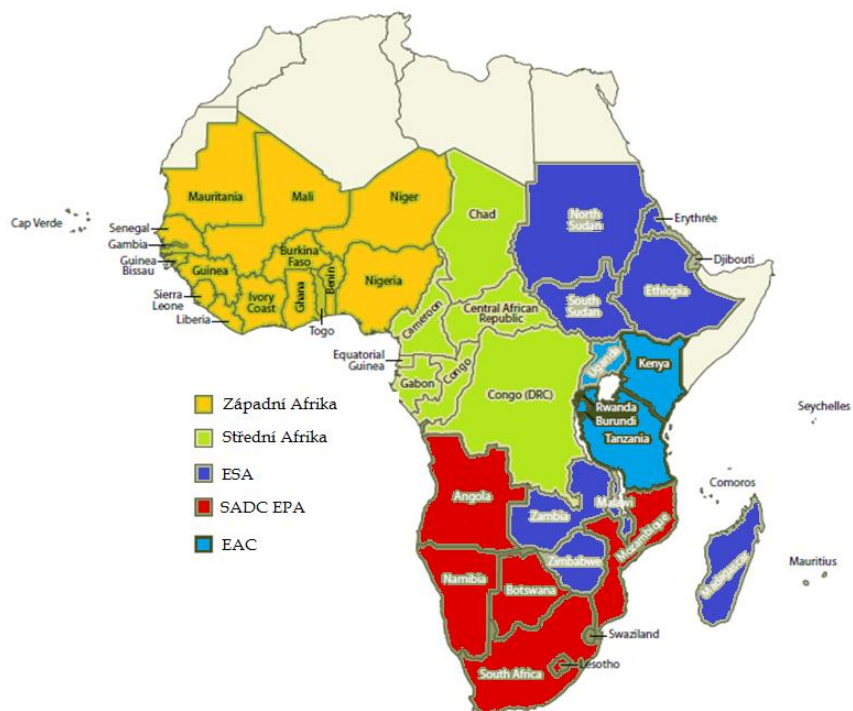 Mauritania
Mali
Niger
Chad
North
Sudan
Erythrée
Cap Verde
Senegal
Gambia
Guinea
Bissau
Guinea
Burkina
Faso
Benin
Nigeria
Djibouti
Ethiopia
South
Sudan
Sierra
Leone
Ivory
Coast
Ghana
Liberia
Togo
Cameroon
Central African
Republic
Equatorial
Guinea
Gabon
Congo
Congo (DRC)
Uganda
Kenya
Rwanda
Burundi
Tanzania
Seychelles
Západní Afrika
Střední Afrika
ESA
SADC EPA
EAC
Angola
Zambia
Malawi
Comoros
Mozambique
Zimbabwe
Madagascar
Mauritius
Namibia
Botswana
Swaziland
South Africa
Lesotho